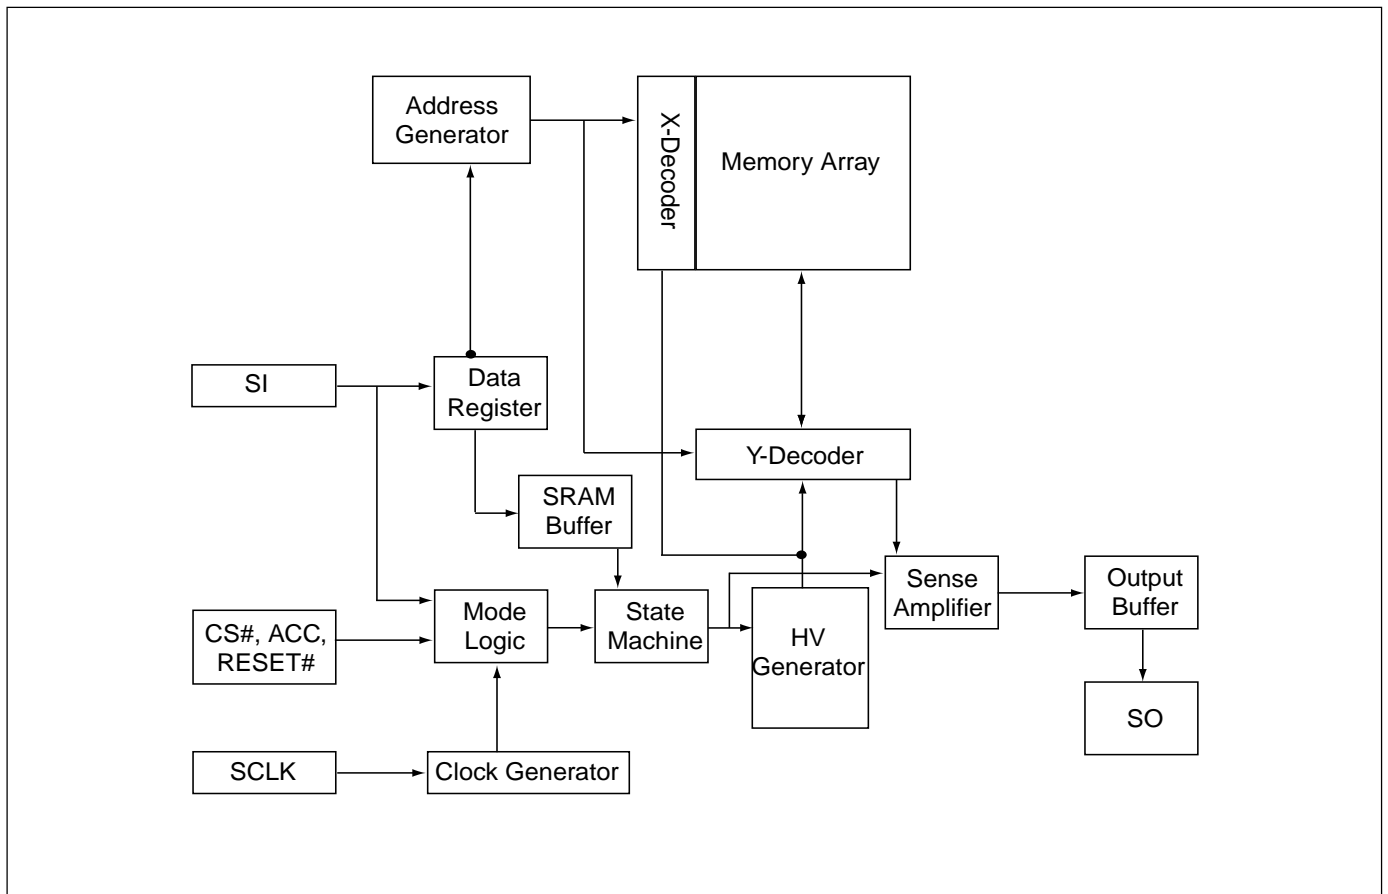 Address
Generator
X-Decoder
Memory Array
SI
Data
Register
Y-Decoder
SRAM
Buffer
Sense
Amplifier
Output
Buffer
CS#, ACC,
RESET#
Mode
Logic
State
Machine
HV
Generator
SO
SCLK
Clock Generator